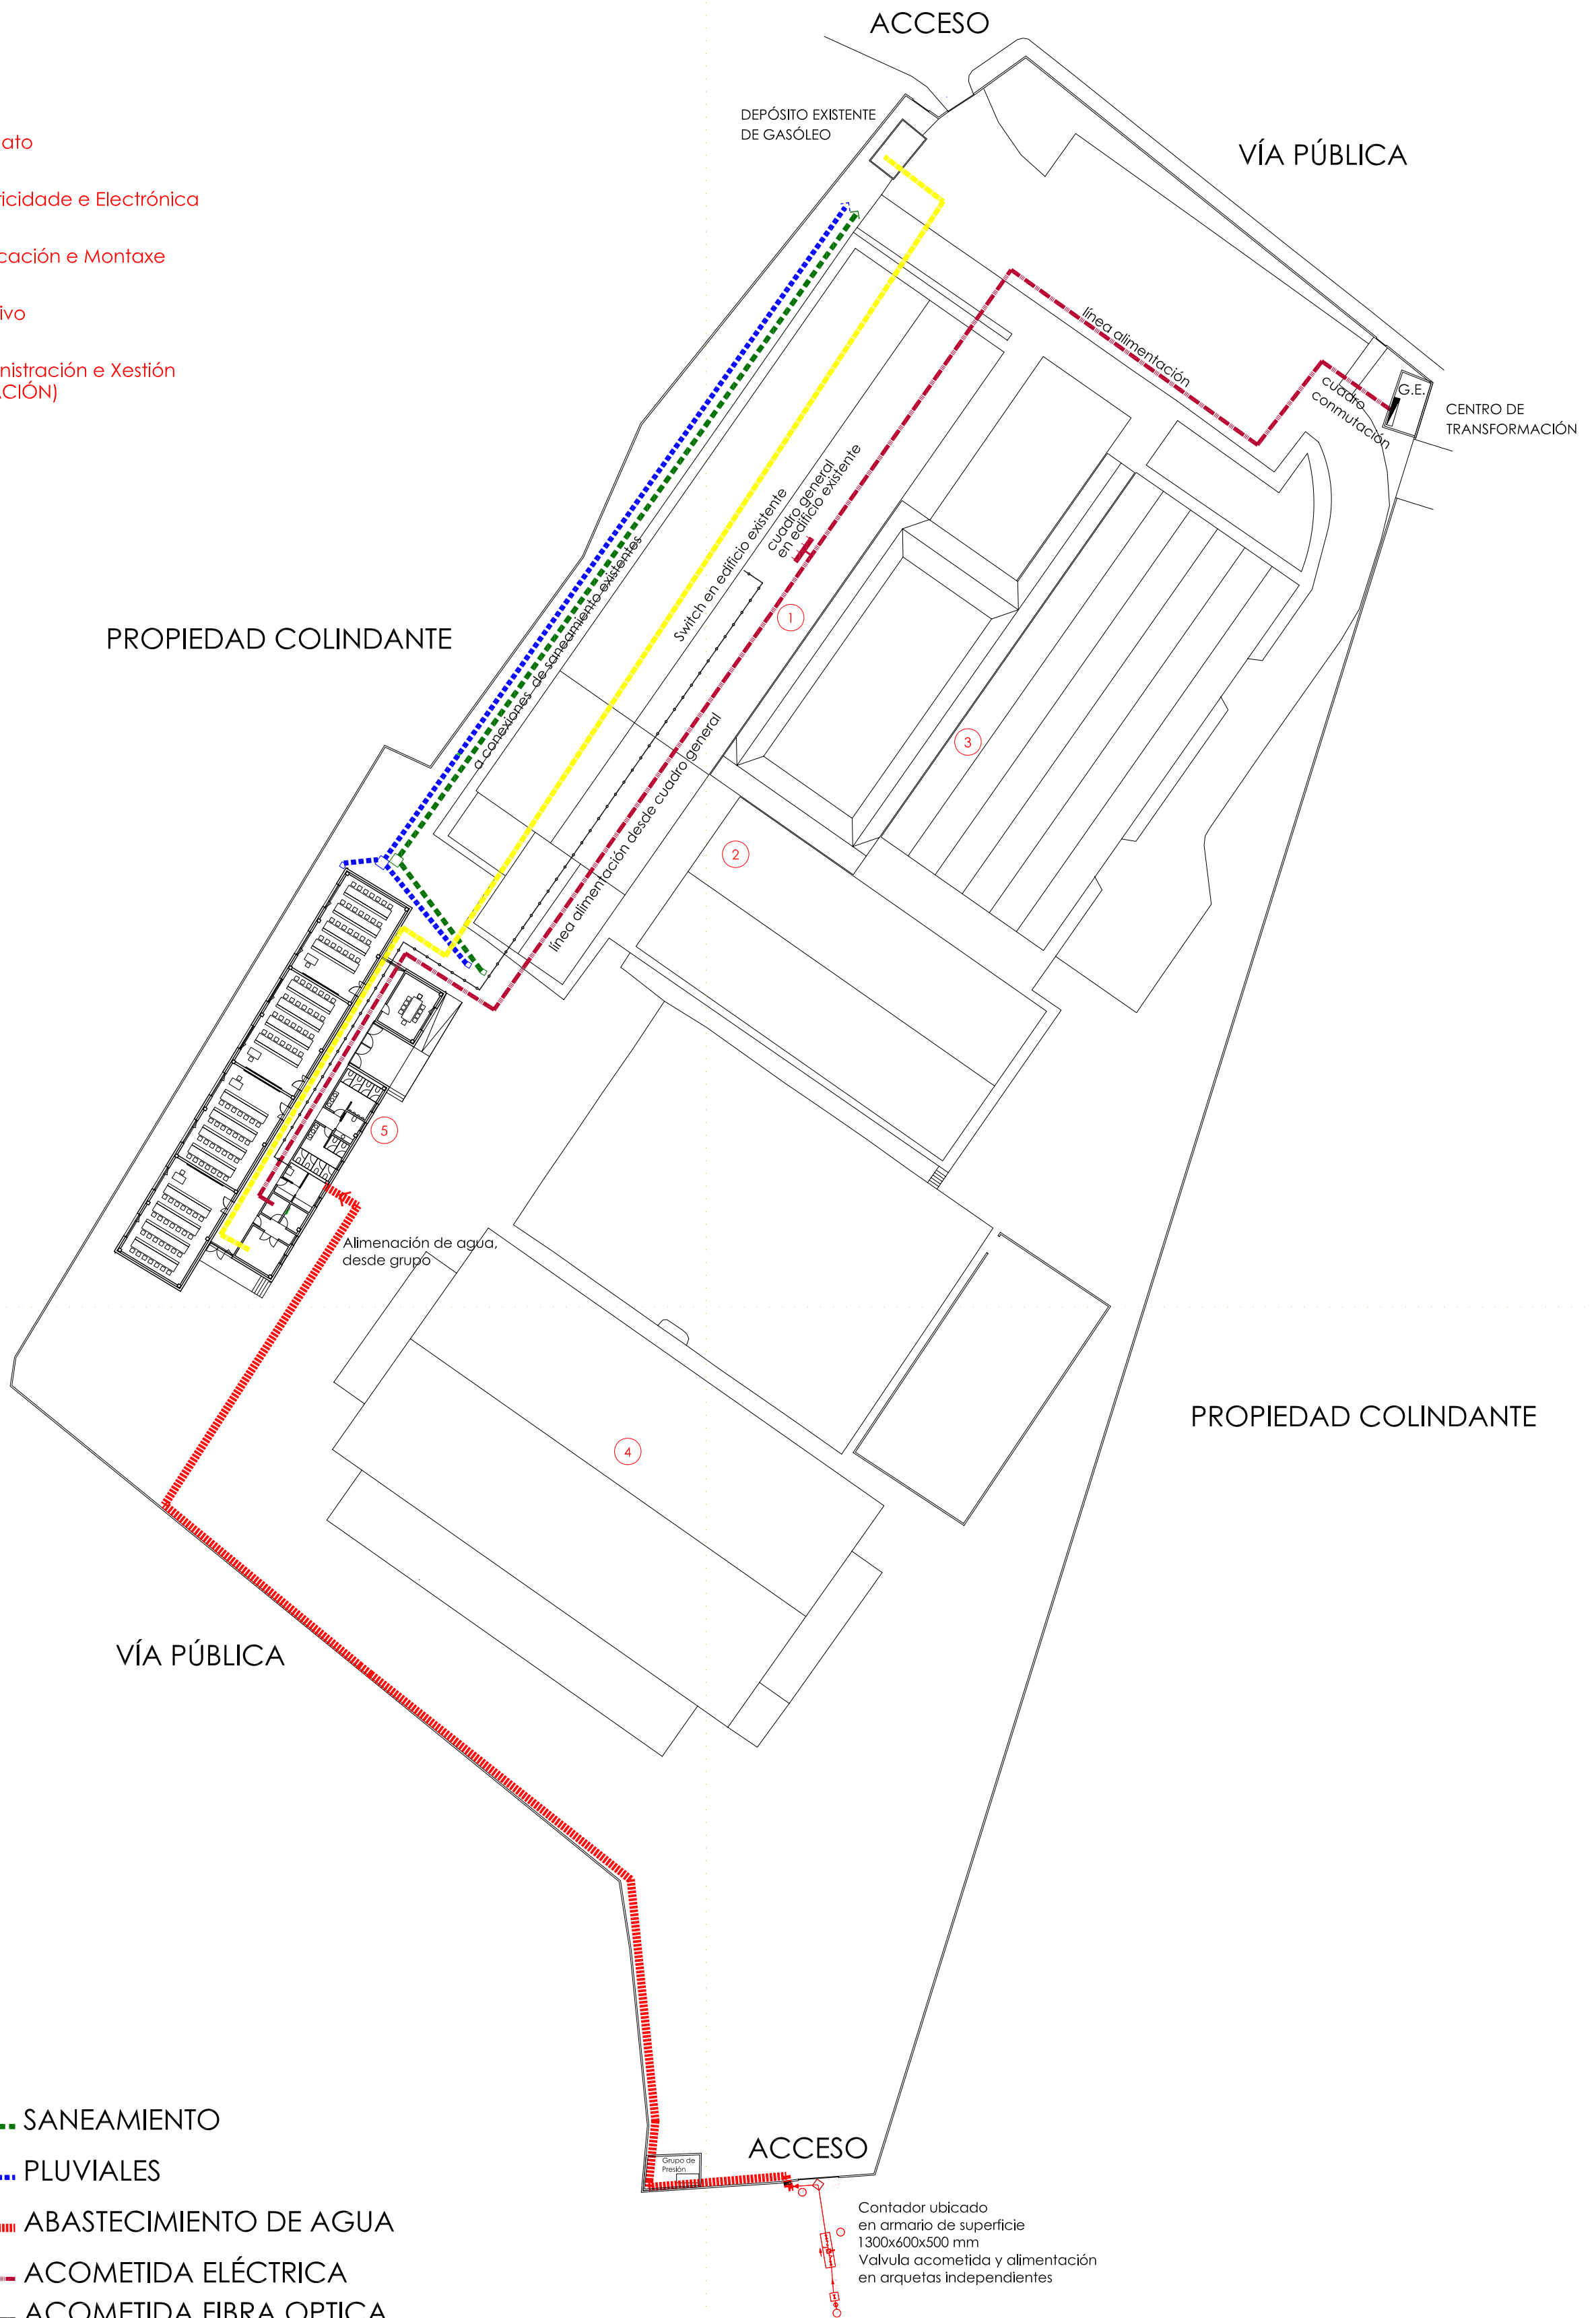 ACCESO
DEPÓSITO EXISTENTE
DE GASÓLEO
VÍA PÚBLICA
ato
icidade e Electrónica
cación e Montaxe
ivo
nistración e Xestión
ACIÓN)
línea alimentación
cuadro
conmutación
G.E.
CENTRO DE
TRANSFORMACIÓN
cuadro general
en edificio existente
Switch en edificio existente
a conexiones de saneamiento existentes
1
PROPIEDAD COLINDANTE
3
línea alimentación desde cuadro general
2
5
Alimenación de agua,
desde grupo
PROPIEDAD COLINDANTE
4
VÍA PÚBLICA
SANEAMIENTO
PLUVIALES
ABASTECIMIENTO DE AGUA
ACOMETIDA ELÉCTRICA
ACOMETIDA FIBRA OPTICA
ACCESO
Grupo de
Presión
Contador ubicado
en armario de superficie
1300x600x500 mm
Valvula acometida y alimentación
en arquetas independientes